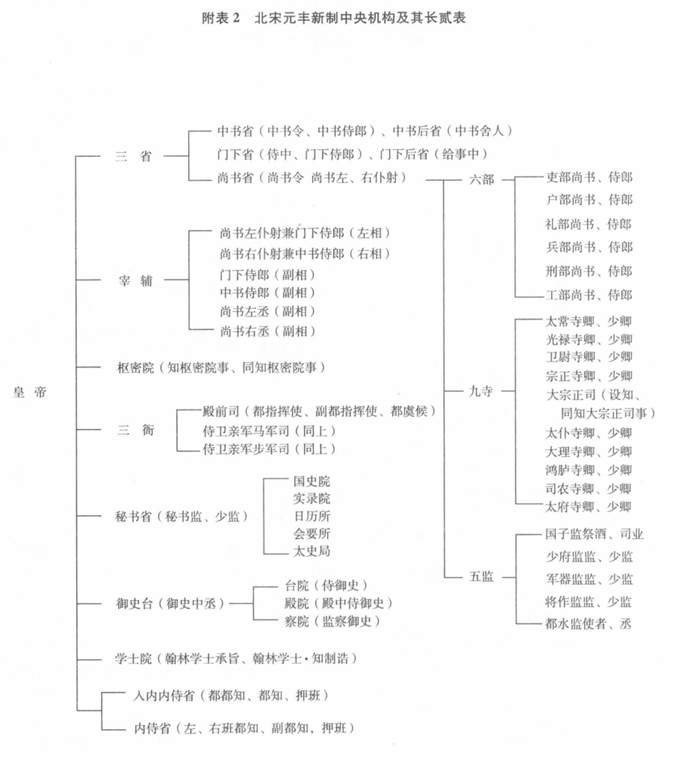 附表2 北宋元丰新制中央机构及其长贰表
皇帝
三省
中书省（中书令、中书侍郎）、中书后省（中书舍人）
门下省（侍中、门下侍郎）、门下后省（给事中）
尚书省（尚书令 尚书左、右仆射）
宰辅
尚书左仆射兼门下侍郎（左相）
尚书右仆射兼中书侍郎（右相）
门下侍郎（副相）
中书侍郎（副相）
尚书左丞（副相）
尚书右丞（副相）
枢密院（知枢密院事、同知枢密院事）
三衙
殿前司（都指挥使、副都指挥使、都虞候）
侍卫亲军马军司（同上）
侍卫亲军步军司（同上）
秘书省（秘书监、少监）
国史院
实录院
日历所
会要所
太史局
御史台（御史中丞）
台院（侍御史）
殿院（殿中侍御史）
察院（监察御史）
学士院（翰林学士承旨、翰林学士·知制诰）
入内内侍省（都都知、都知、押班）
内侍省（左、右班都知、副都知，押班）
六部
吏部尚书、侍郎
户部尚书、侍郎
礼部尚书、侍郎
兵部尚书、侍郎
刑部尚书、侍郎
工部尚书、侍郎
九寺
太常寺卿、少卿
光禄寺卿、少卿
卫尉寺卿、少卿
宗正寺卿、少卿
大宗正司（设知、
同知大宗正司事）
太仆寺卿、少卿
大理寺卿、少卿
鸿胪寺卿、少卿
司农寺卿、少卿
太府寺卿、少卿
五监
国子监祭酒、司业
少府监监、少监
军器监监、少监
将作监监、少监
都水监使者、丞